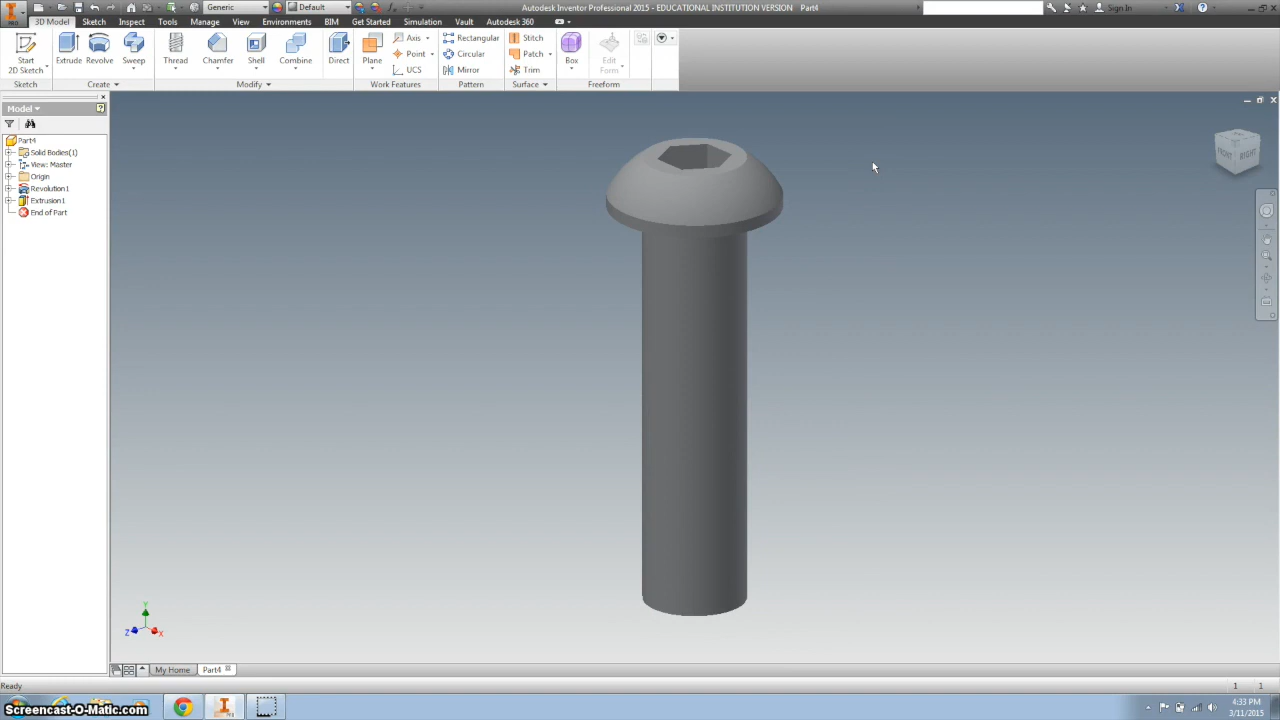 PRO
Generic
Default
Autodesk Inventor Professional 2015 - EDUCATIONAL INSTITUTION VERSION Part4
Sign In
3D Model Sketch Inspect Tools Manage View Environments BIM Get Started Simulation Vault Autodesk 360
Start
2D Sketch
Extrude Revolve Sweep
Thread Chamfer Shell Combine
Direct
Plane
Axis
Point
UCS
Rectangular
Circular
Mirror
Stitch
Patch
Trim
Box
Edit
Form
Sketch Create Modify Work Features Pattern Surface Freeform
Model
Part4
Solid Bodies(1)
View: Master
Origin
Revolution1
Extrusion1
End of Part
FRONT RIGHT
Y
Z X
My Home Part4
Ready
1 1
Screencast-O-Matic.com
4:33 PM
3/11/2015